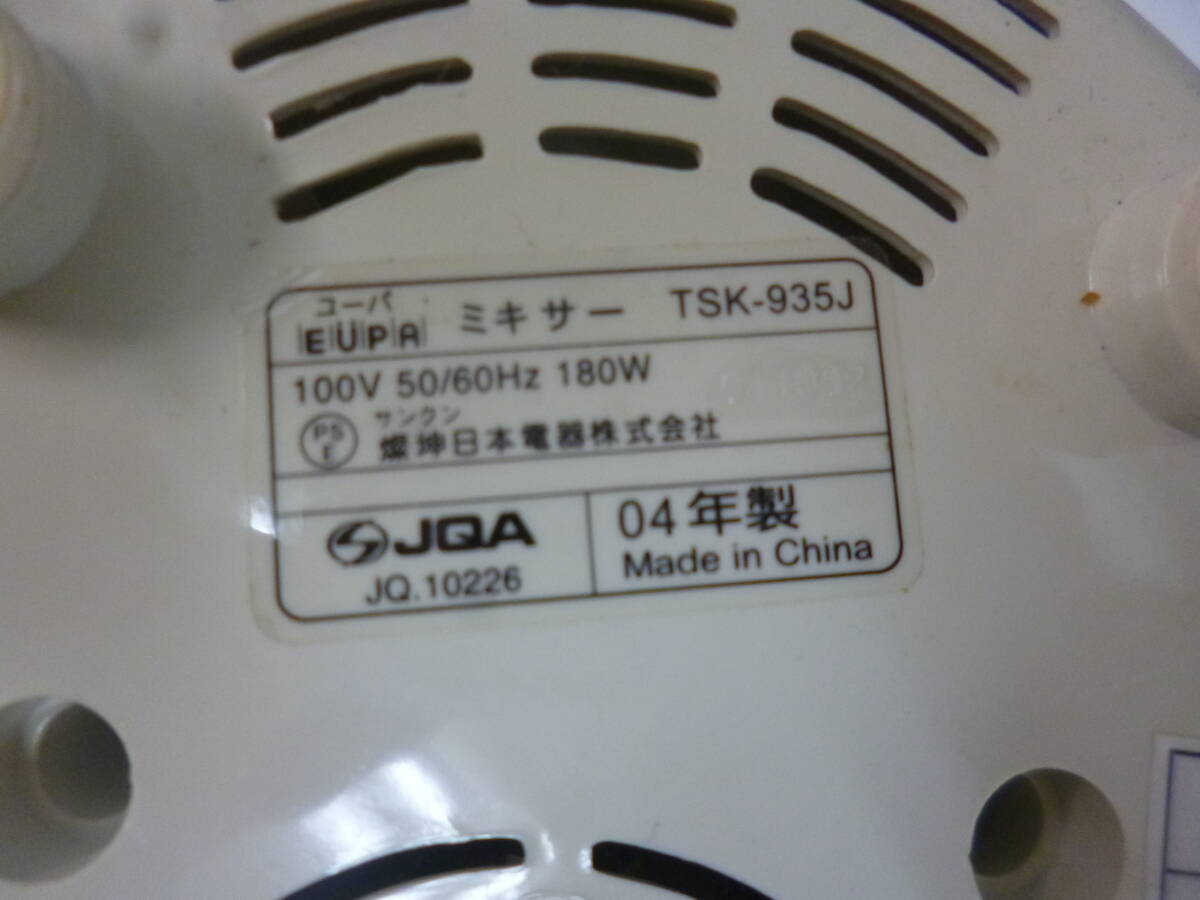 ユーパ
EUPA ミキサー TSK-935J
100V 50/60Hz 180W
サンクン
PS E 燦坤日本電器株式会社
JQA
JQ.10226
04年製
Made in China